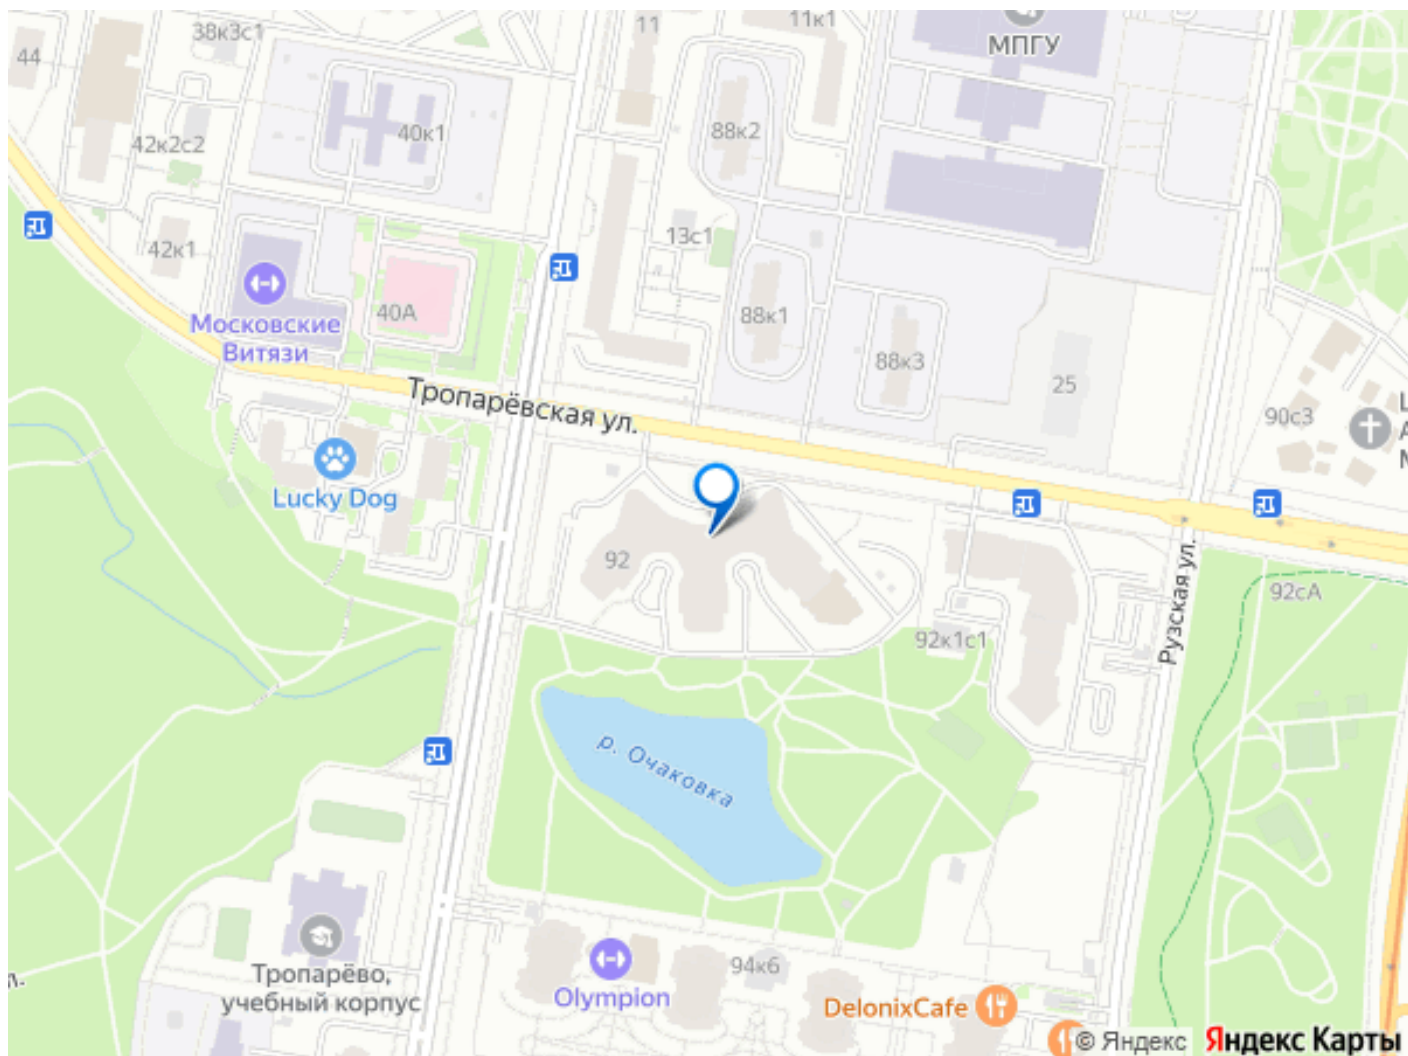 38к3с1
11
11к1
МПГУ
44
42к2с2
40к1
88к2
42к1
13с1
40А
88к1
Московские
Витязи
88к3
25
Тропарёвская ул.
90с3
Lucky Dog
92
92к1с1
Рузская ул.
92сА
р. Очаковка
Тропарёво,
учебный корпус
94к6
Olympion
DelonixCafe
© Яндекс
Яндекс Карты